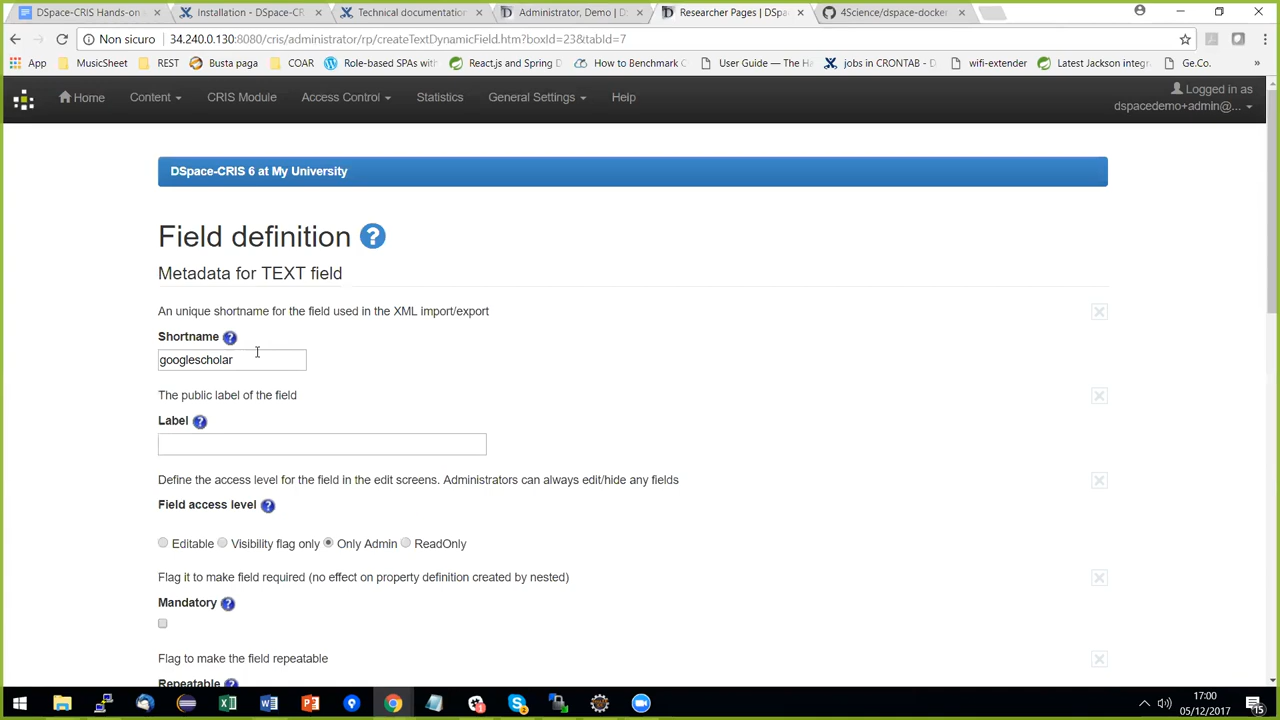 DSpace-CRIS Hands-on
Installation - DSpace-CR
Technical documentation
Administrator, Demo | DS
Researcher Pages | DSpa
4Science/dspace-docker
Non sicuro 34.240.0.130:8080/cris/administrator/rp/createTextDynamicField.htm?boxId=23&tabId=7
App MusicSheet REST Busta paga COAR Role-based SPAs with React.js and Spring D How to Benchmark C User Guide — The Ha jobs in CRONTAB - D wifi-extender Latest Jackson integr Ge.Co. »
Home Content CRIS Module Access Control Statistics General Settings Help
Logged in as
dspacedemo+admin@...
DSpace-CRIS 6 at My University
Field definition ?
Metadata for TEXT field
An unique shortname for the field used in the XML import/export
Shortname ?
googlescholar
The public label of the field
Label ?
Define the access level for the field in the edit screens. Administrators can always edit/hide any fields
Field access level ?
Editable Visibility flag only Only Admin ReadOnly
Flag it to make field required (no effect on property definition created by nested)
Mandatory ?
Flag to make the field repeatable
Repeatable ?
17:00
05/12/2017
15